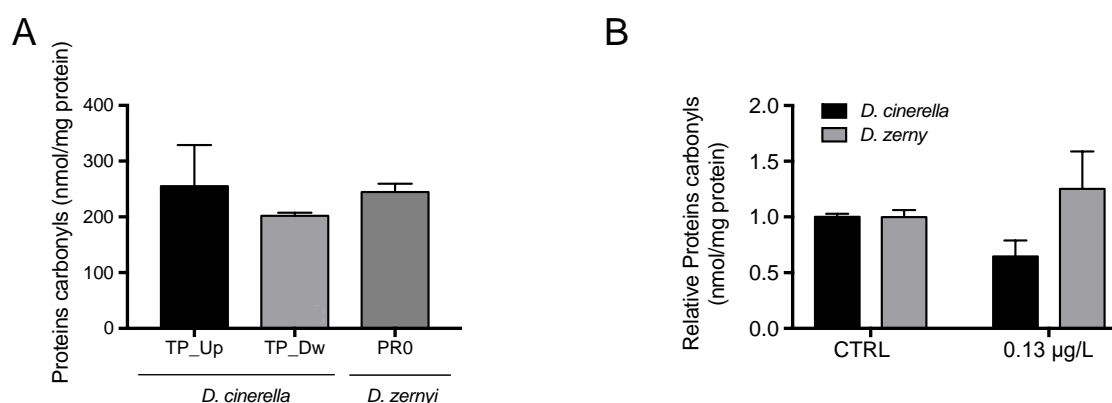 A
Proteins carbonyls (nmol/mg protein)
400
300
200
100
0
TP_Up TP_Dw PR0
D. cinerella D. zernyi
B
Relative Proteins carbonyls
(nmol/mg protein)
2.0
1.5
1.0
0.5
0.0
D. cinerella
D. zerny
CTRL 0.13 µg/L